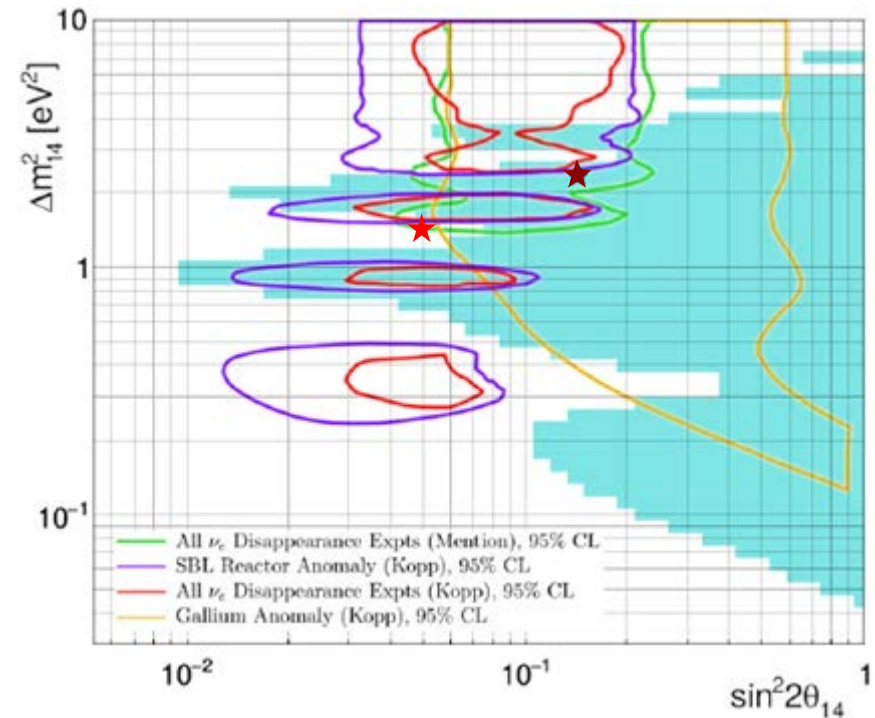 10
1
10⁻¹
Δm²₁₄ [eV²]
All νₑ Disappearance Expts (Mention), 95% CL
SBL Reactor Anomaly (Kopp), 95% CL
All νₑ Disappearance Expts (Kopp), 95% CL
Gallium Anomaly (Kopp), 95% CL
10⁻² 10⁻¹ 1
sin²2θ₁₄